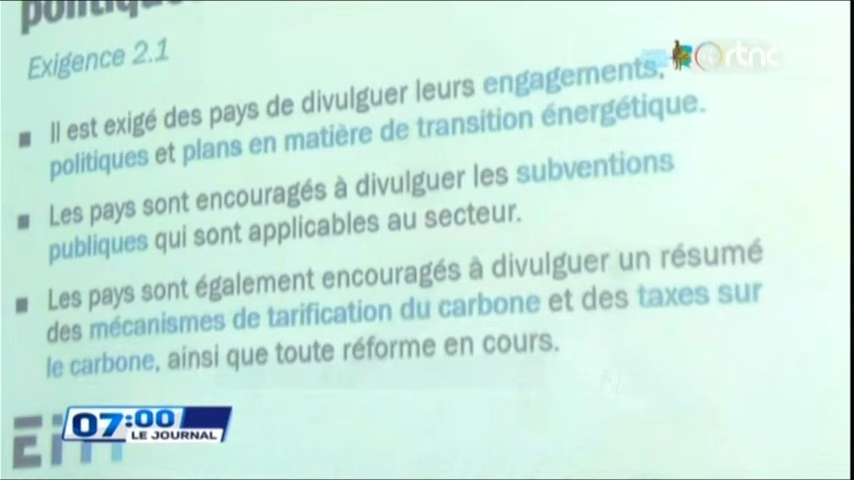 politiqu
Exigence 2.1
rtnc
▪ Il est exigé des pays de divulguer leurs engagements,
politiques et plans en matière de transition énergétique.
▪ Les pays sont encouragés à divulguer les subventions
publiques qui sont applicables au secteur.
▪ Les pays sont également encouragés à divulguer un résumé
des mécanismes de tarification du carbone et des taxes sur
le carbone, ainsi que toute réforme en cours.
07:00
LE JOURNAL